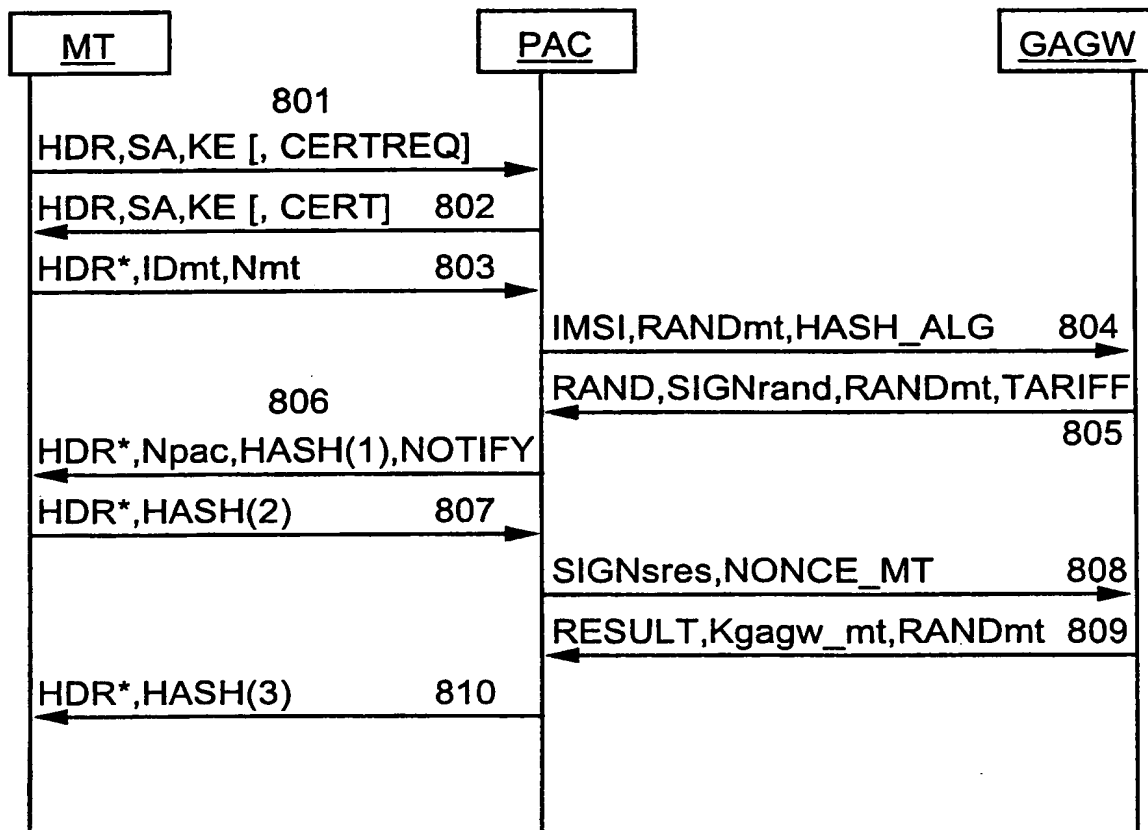 MT PAC GAGW
801
HDR,SA,KE [, CERTREQ]
HDR,SA,KE [, CERT] 802
HDR*,IDmt,Nmt 803
IMSI,RANDmt,HASH_ALG 804
RAND,SIGNrand,RANDmt,TARIFF
805
806
HDR*,Npac,HASH(1),NOTIFY
HDR*,HASH(2) 807
SIGNsres,NONCE_MT 808
RESULT,Kgagw_mt,RANDmt 809
HDR*,HASH(3) 810